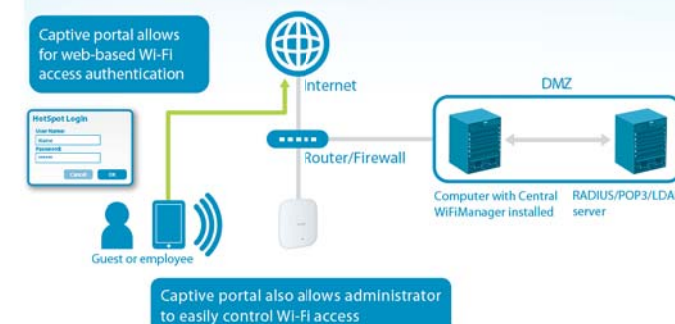 Captive portal allows
for web-based Wi-Fi
access authentication
HotSpot Login
User Name:
Name
Password:
Cancel
OK
Guest or employee
Internet
Router/Firewall
DMZ
Computer with Central
WiFiManager installed
RADIUS/POP3/LDA
server
Captive portal also allows administrator
to easily control Wi-Fi access